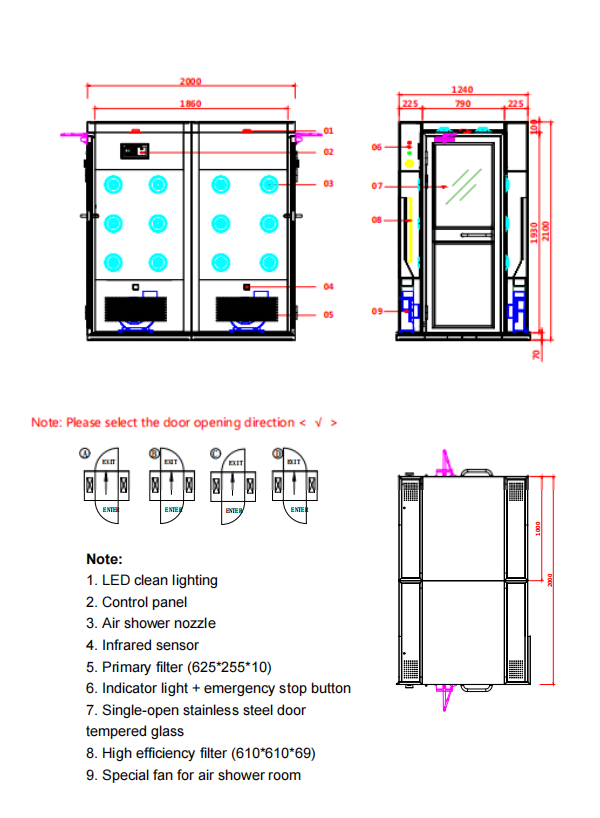 2000
1860
01
02
03
04
05
1240
225 790 225
100
06
07
08
09
1930
2100
70
Note: Please select the door opening direction < √ >
A B C
EXIT EXIT EXIT EXIT
ENTER ENTER ENTER ENTER
1000
2000
Note:
1. LED clean lighting
2. Control panel
3. Air shower nozzle
4. Infrared sensor
5. Primary filter (625*255*10)
6. Indicator light + emergency stop button
7. Single-open stainless steel door
tempered glass
8. High efficiency filter (610*610*69)
9. Special fan for air shower room